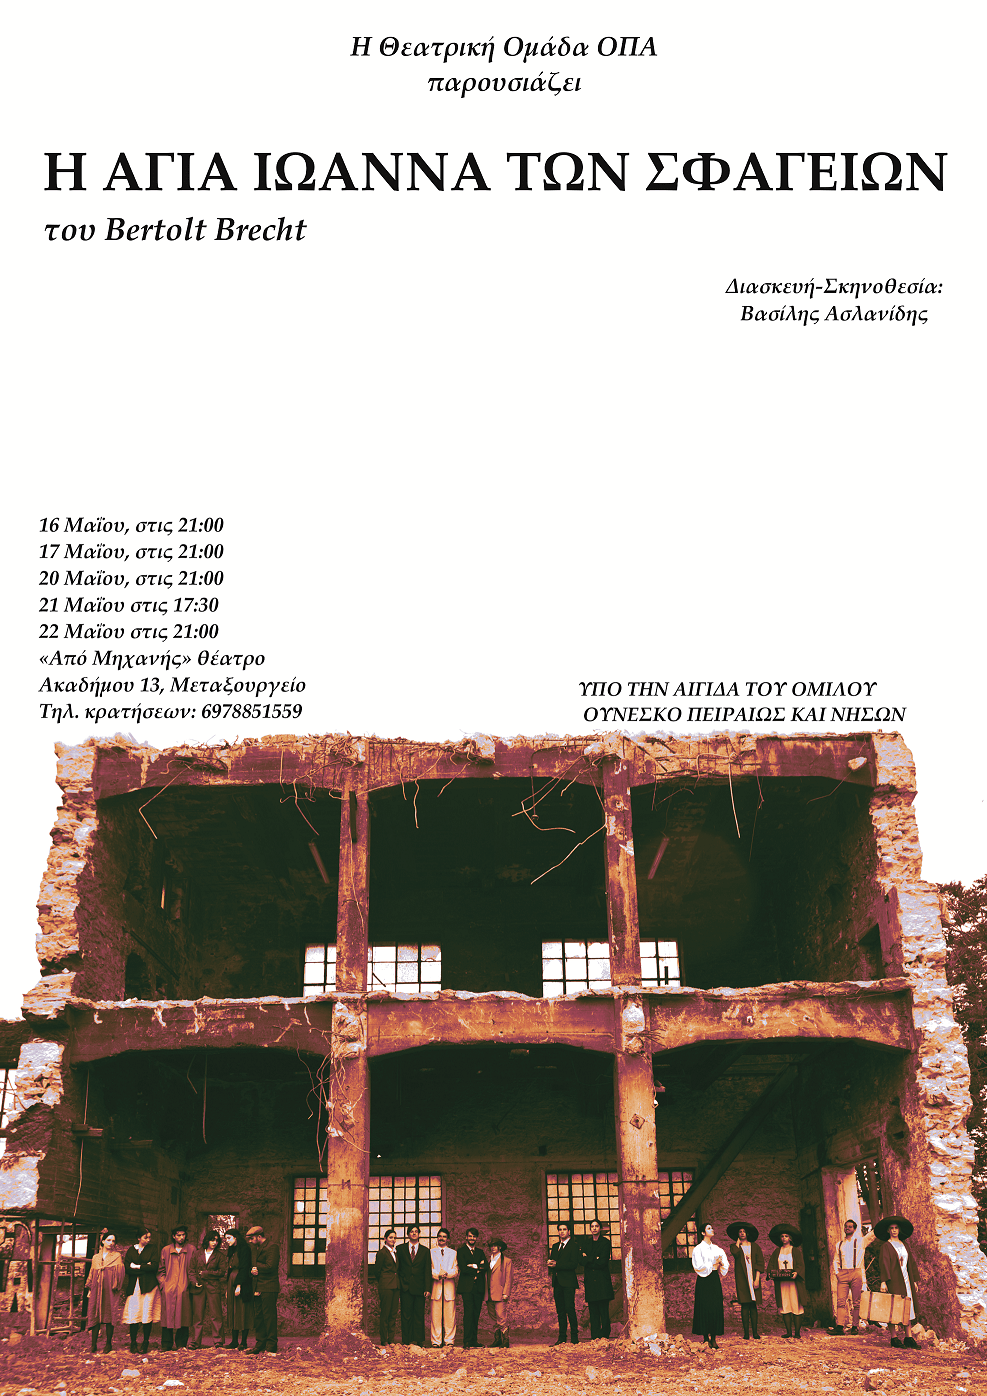 Η Θεατρική Ομάδα ΟΠΑ
παρουσιάζει
Η ΑΓΙΑ ΙΩΑΝΝΑ ΤΩΝ ΣΦΑΓΕΙΩΝ
του Bertolt Brecht
Διασκευή-Σκηνοθεσία:
Βασίλης Ασλανίδης
16 Μαΐου, στις 21:00
17 Μαΐου, στις 21:00
20 Μαΐου, στις 21:00
21 Μαΐου στις 17:30
22 Μαΐου στις 21:00
«Από Μηχανής» θέατρο
Ακαδήμου 13, Μεταξουργείο
Τηλ. κρατήσεων: 6978851559
ΥΠΟ ΤΗΝ ΑΙΓΙΔΑ ΤΟΥ ΟΜΙΛΟΥ
ΟΥΝΕΣΚΟ ΠΕΙΡΑΙΩΣ ΚΑΙ ΝΗΣΩΝ